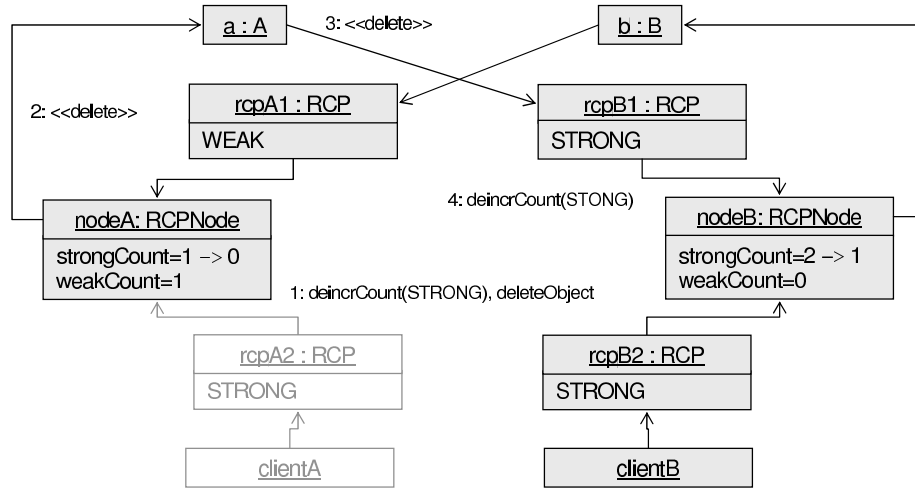 a : A
3: <<delete>>
b : B
rcpA1 : RCP
WEAK
2: <<delete>>
rcpB1 : RCP
STRONG
4: deincrCount(STONG)
nodeA: RCPNode
strongCount=1 -> 0
weakCount=1
nodeB: RCPNode
strongCount=2 -> 1
weakCount=0
1: deincrCount(STRONG), deleteObject
rcpA2 : RCP
STRONG
rcpB2 : RCP
STRONG
clientA
clientB